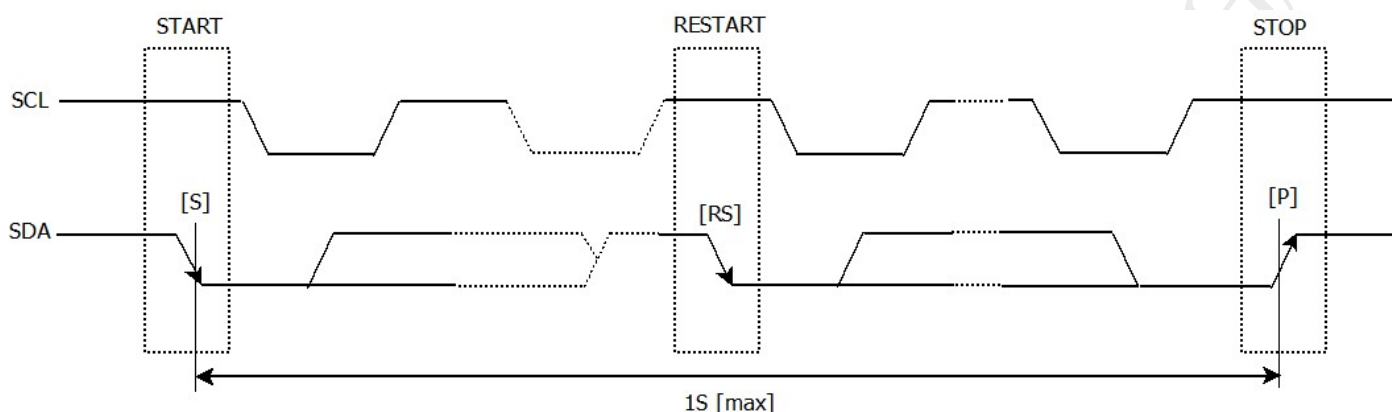 START RESTART STOP
SCL
[S] [RS] [P]
SDA
1S [max]